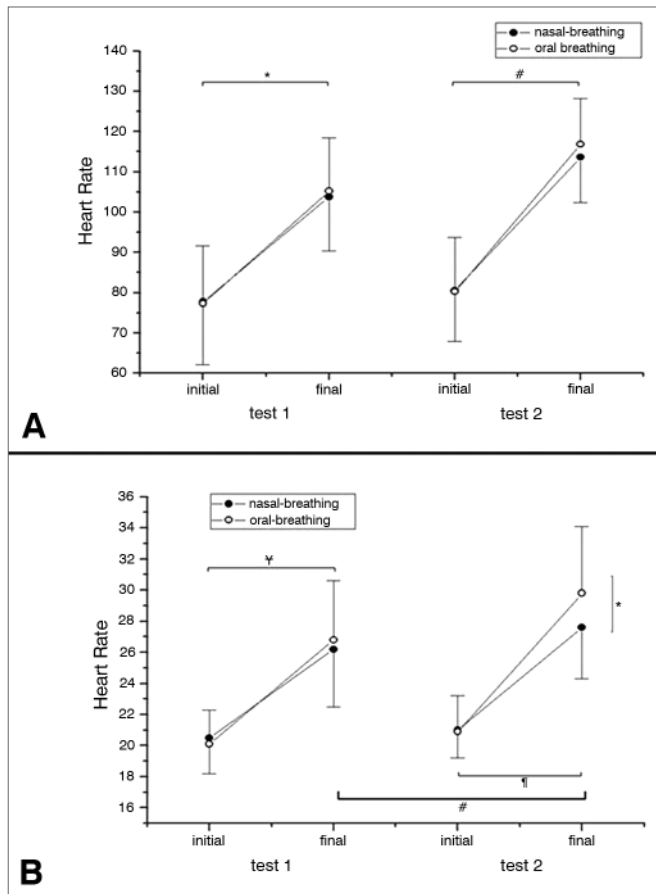 nasal-breathing
oral breathing
140
130
120
110
100
90
80
70
60
Heart Rate
*
#
initial final initial final
test 1 test 2
A
nasal-breathing
oral-breathing
36
34
32
30
28
26
24
22
20
18
16
Heart Rate
¥
*
¶
#
initial final initial final
test 1 test 2
B